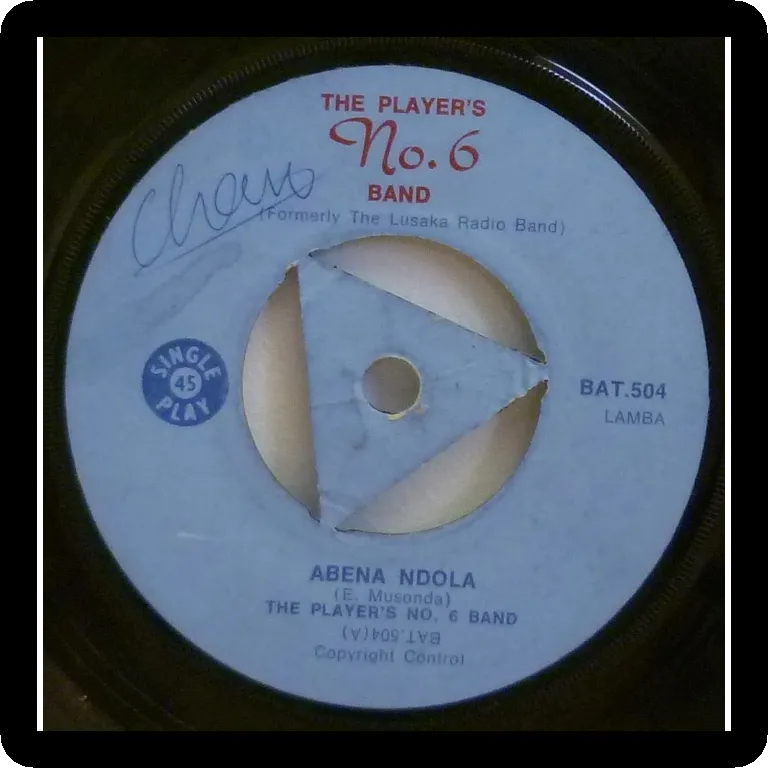 THE PLAYER'S
No. 6
BAND
(Formerly The Lusaka Radio Band)
SINGLE
45
PLAY
BAT.504
LAMBA
ABENA NDOLA
(E. Musonda)
THE PLAYER'S NO. 6 BAND
BAT.504(A)
Copyright Control